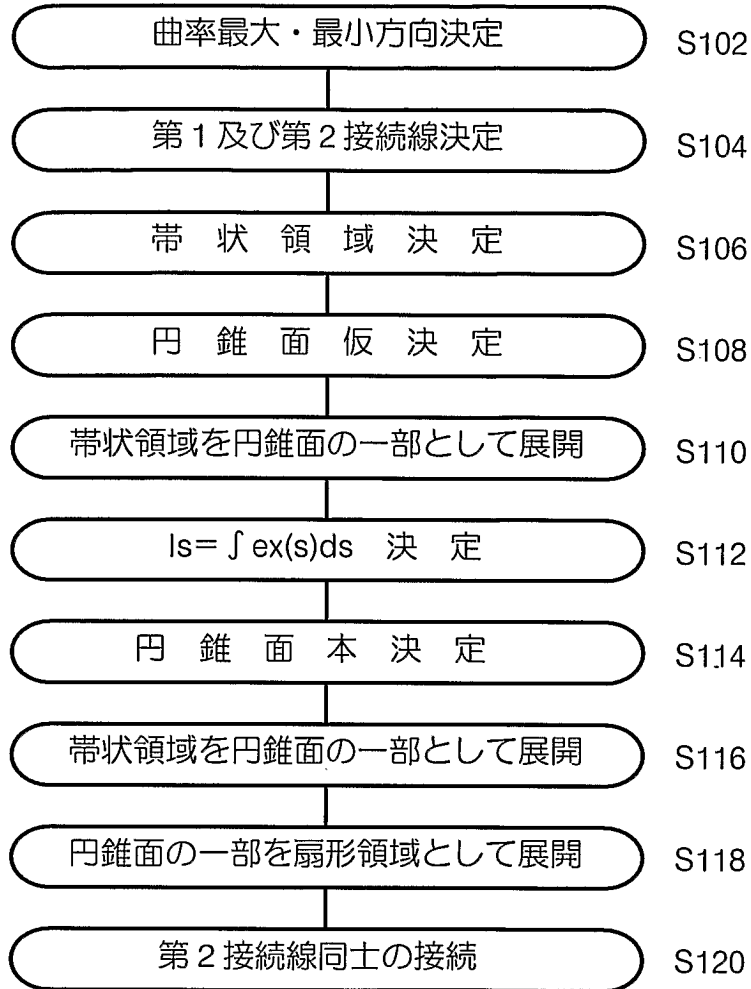 曲率最大・最小方向決定 S102
第1及び第2接続線決定 S104
帯状領域決定 S106
円錐面仮決定 S108
帯状領域を円錐面の一部として展開 S110
Is=∫ex(s)ds 決定 S112
円錐面本決定 S114
帯状領域を円錐面の一部として展開 S116
円錐面の一部を扇形領域として展開 S118
第2接続線同士の接続 S120